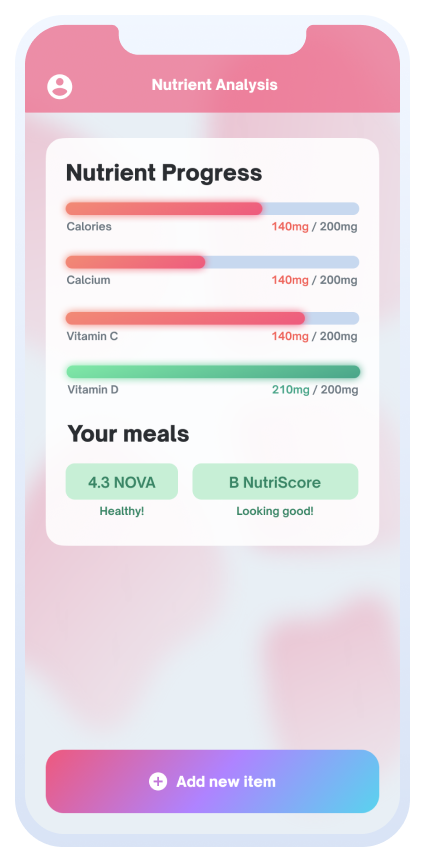 Nutrient Analysis
Nutrient Progress
Calories 140mg / 200mg
Calcium 140mg / 200mg
Vitamin C 140mg / 200mg
Vitamin D 210mg / 200mg
Your meals
4.3 NOVA B NutriScore
Healthy! Looking good!
Add new item